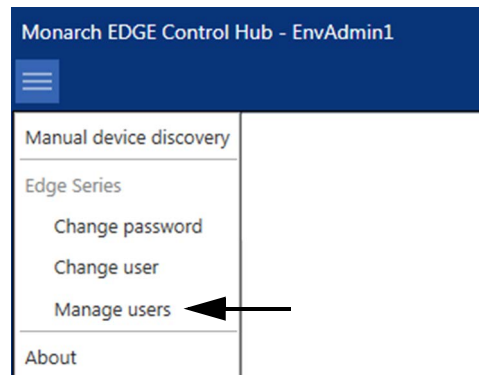 Monarch EDGE Control Hub - EnvAdmin1
Manual device discovery
Edge Series
Change password
Change user
Manage users
About